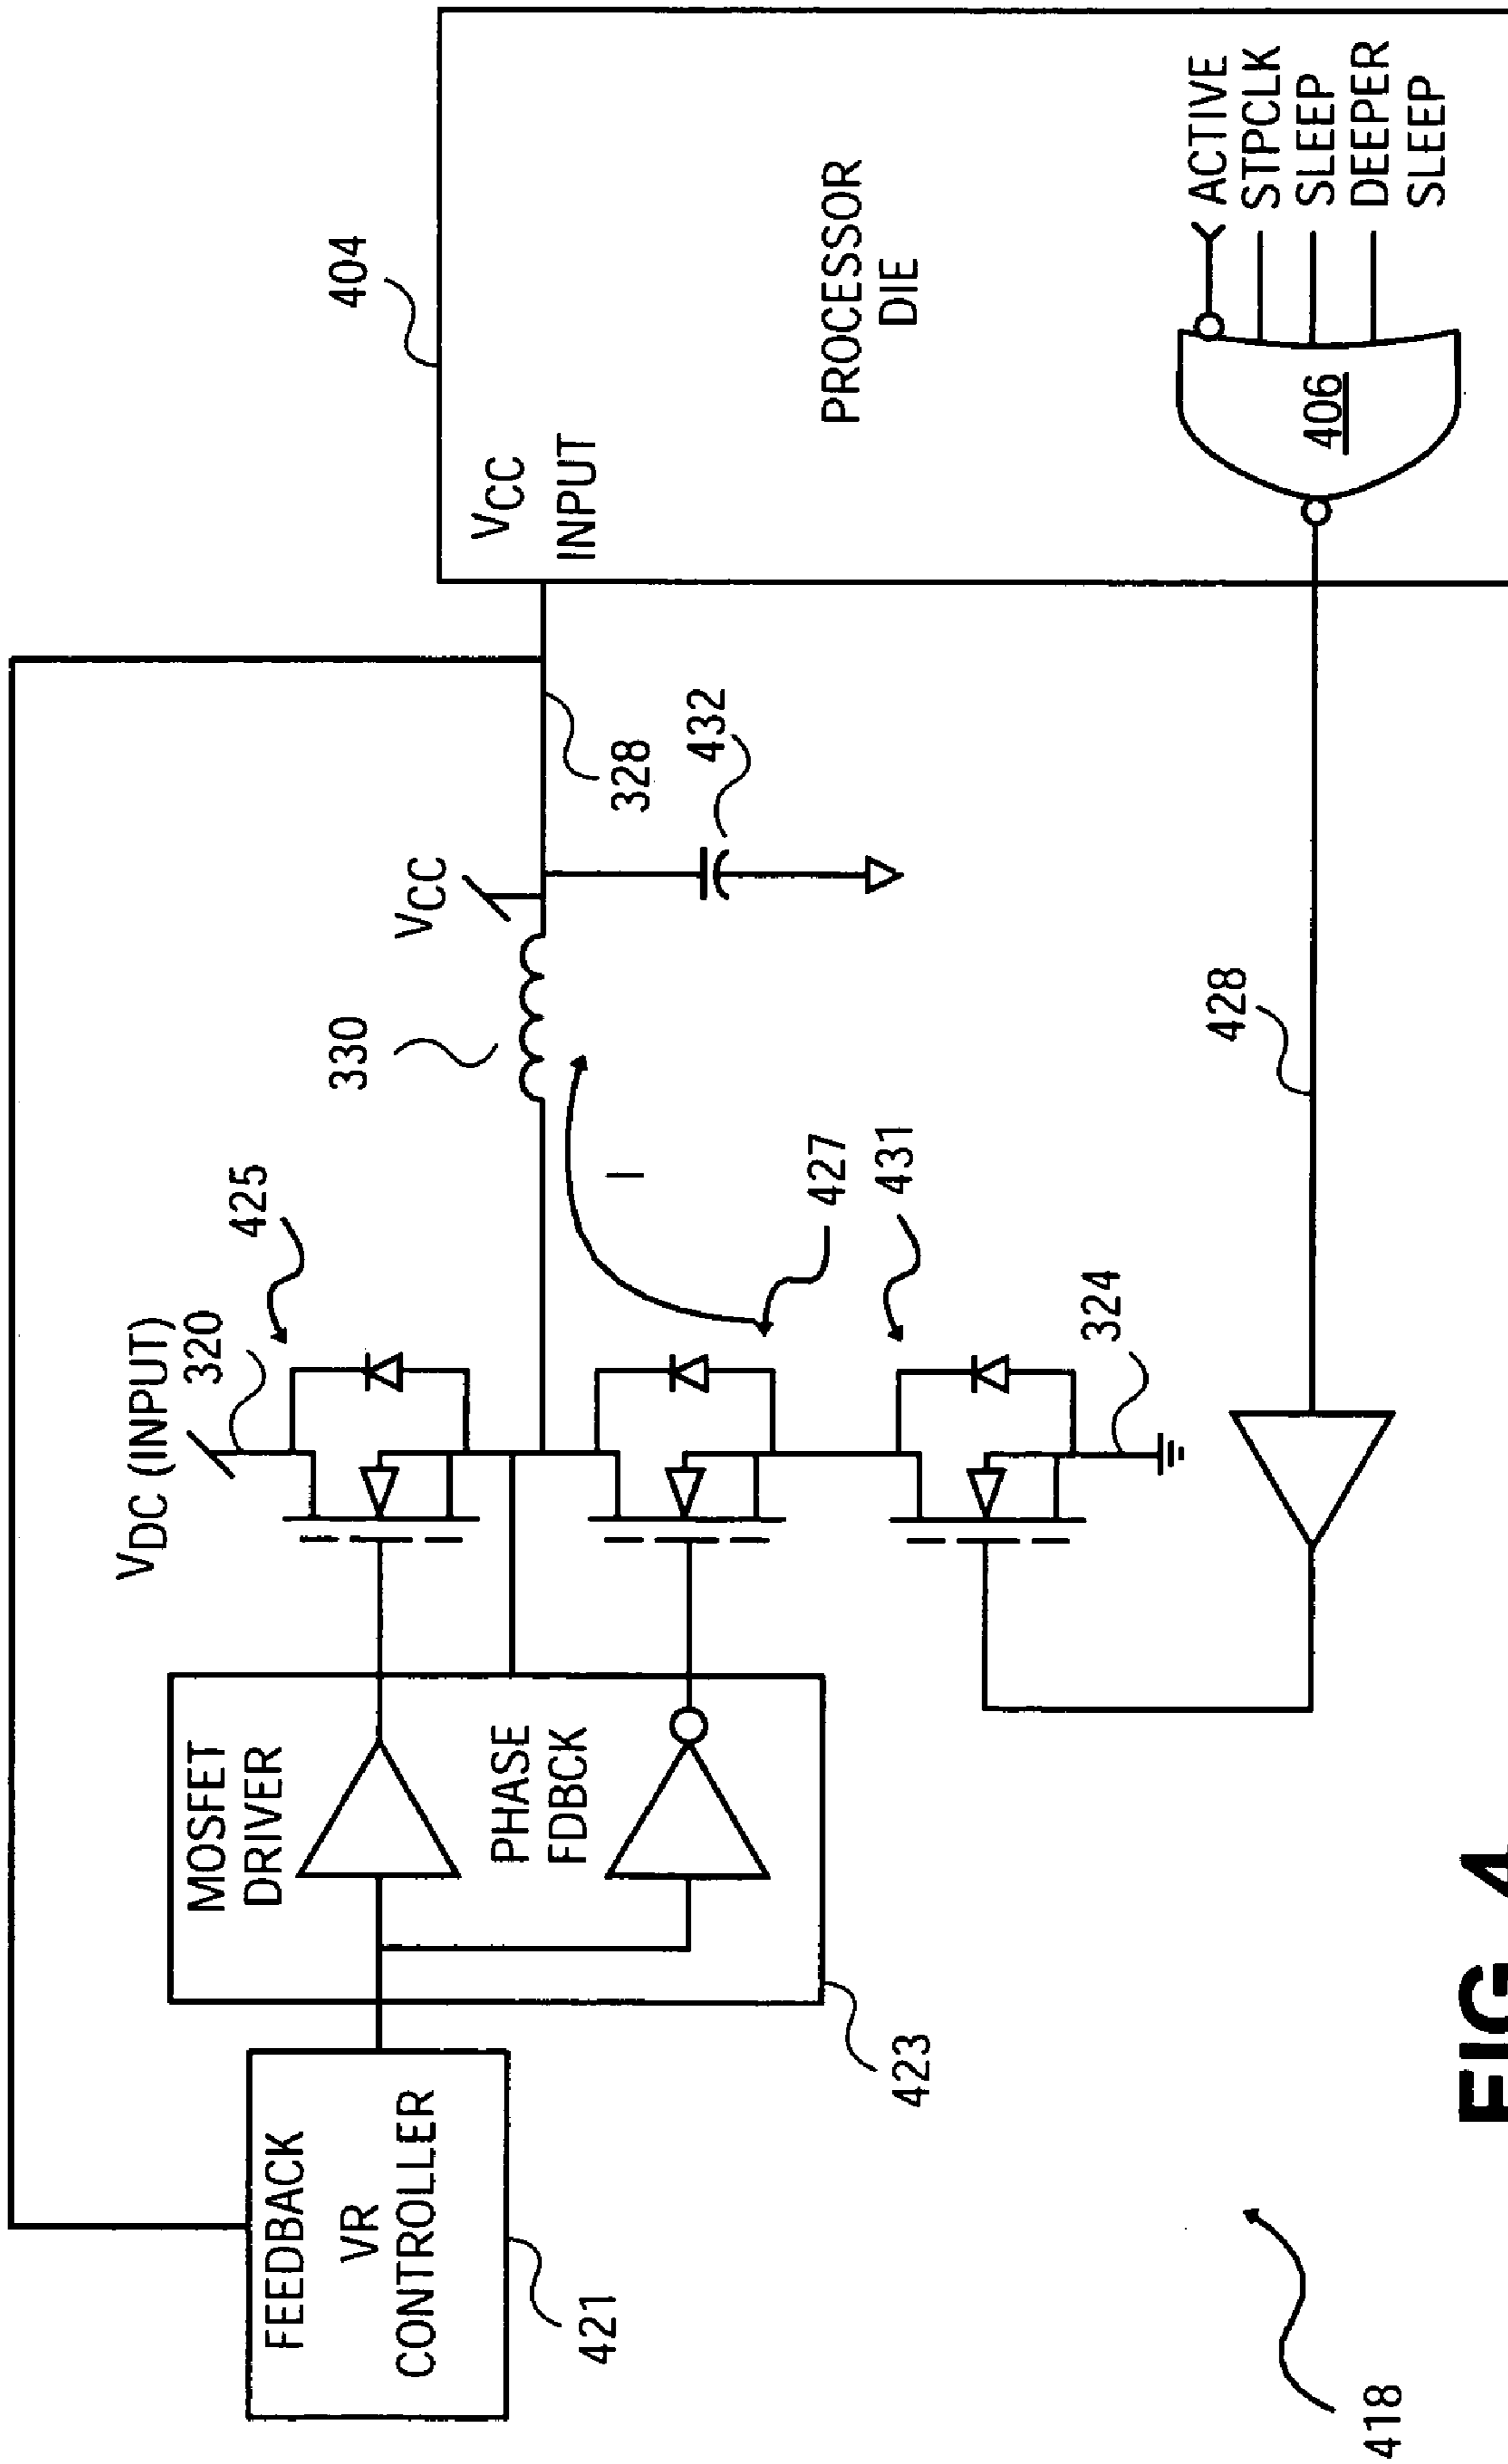 404
VCC
INPUT
PROCESSOR
DIE
406
ACTIVE
STPCLK
SLEEP
DEEPER
SLEEP
VCC
330
328
432
428
VDC (INPUT)
320
425
I
427
431
324
MOSFET
DRIVER
PHASE
FDBCK
423
FEEDBACK
VR
CONTROLLER
421
418
FIG. 4